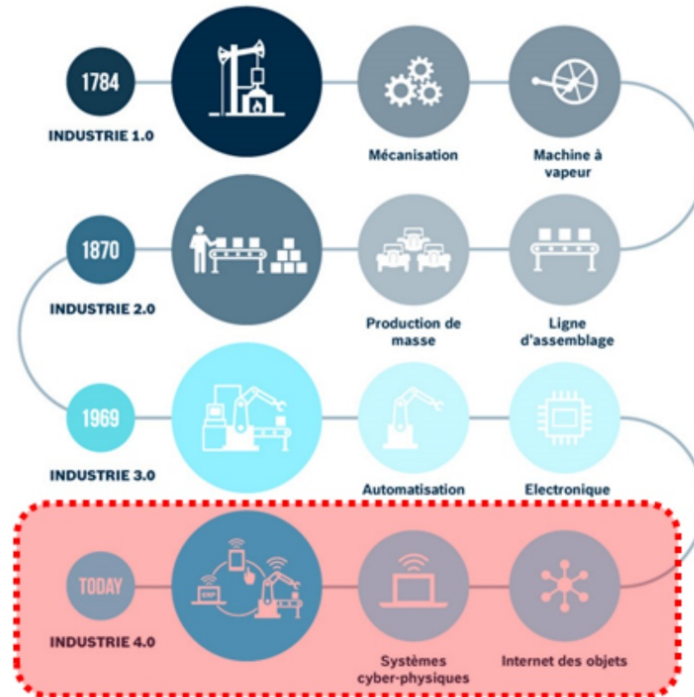 1784
INDUSTRIE 1.0
Mécanisation
Machine à
vapeur
1870
INDUSTRIE 2.0
Production de
masse
Ligne
d'assemblage
1969
INDUSTRIE 3.0
Automatisation
Electronique
TODAY
INDUSTRIE 4.0
ERP
Systèmes
cyber-physiques
Internet des objets